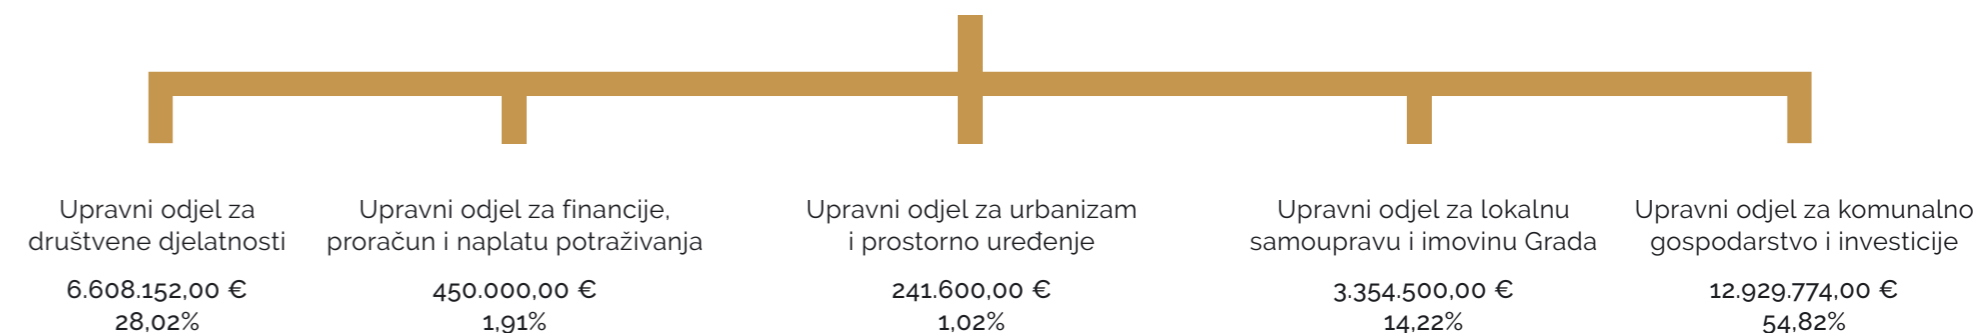 Upravni odjel za
društvene djelatnosti
6.608.152,00 €
28,02%
Upravni odjel za financije,
proračun i naplatu potraživanja
450.000,00 €
1,91%
Upravni odjel za urbanizam
i prostorno uređenje
241.600,00 €
1,02%
Upravni odjel za lokalnu
samoupravu i imovinu Grada
3.354.500,00 €
14,22%
Upravni odjel za komunalno
gospodarstvo i investicije
12.929.774,00 €
54,82%